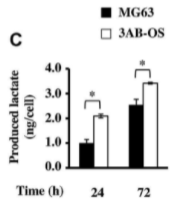 C
MG63
3AB-OS
Produced lactate
(ng/cell)
4.0
3.0
2.0
1.0
0.0
*
*
Time (h) 24 72